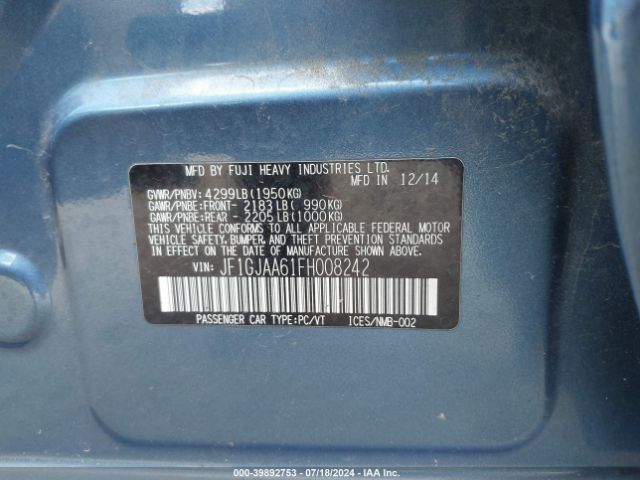 MFD BY FUJI HEAVY INDUSTRIES LTD.
MFD IN 12/14
GVWR/PNBV: 4299LB(1950KG)
GAWR/PNBE:FRONT- 2183LB( 990KG)
GAWR/PNBE:REAR - 2205LB(1000KG)
THIS VEHICLE CONFORMS TO ALL APPLICABLE FEDERAL MOTOR
VEHICLE SAFETY, BUMPER, AND THEFT PREVENTION
STANDARDS IN EFFECT ON THE DATE OF MANUFACTURE SHOWN ABOVE.
VIN: JF1GJAA61FH008242
PASSENGER CAR TYPE:PC/VT ICES/NMB-002
000-39892753 - 07/18/2024 - IAA Inc.